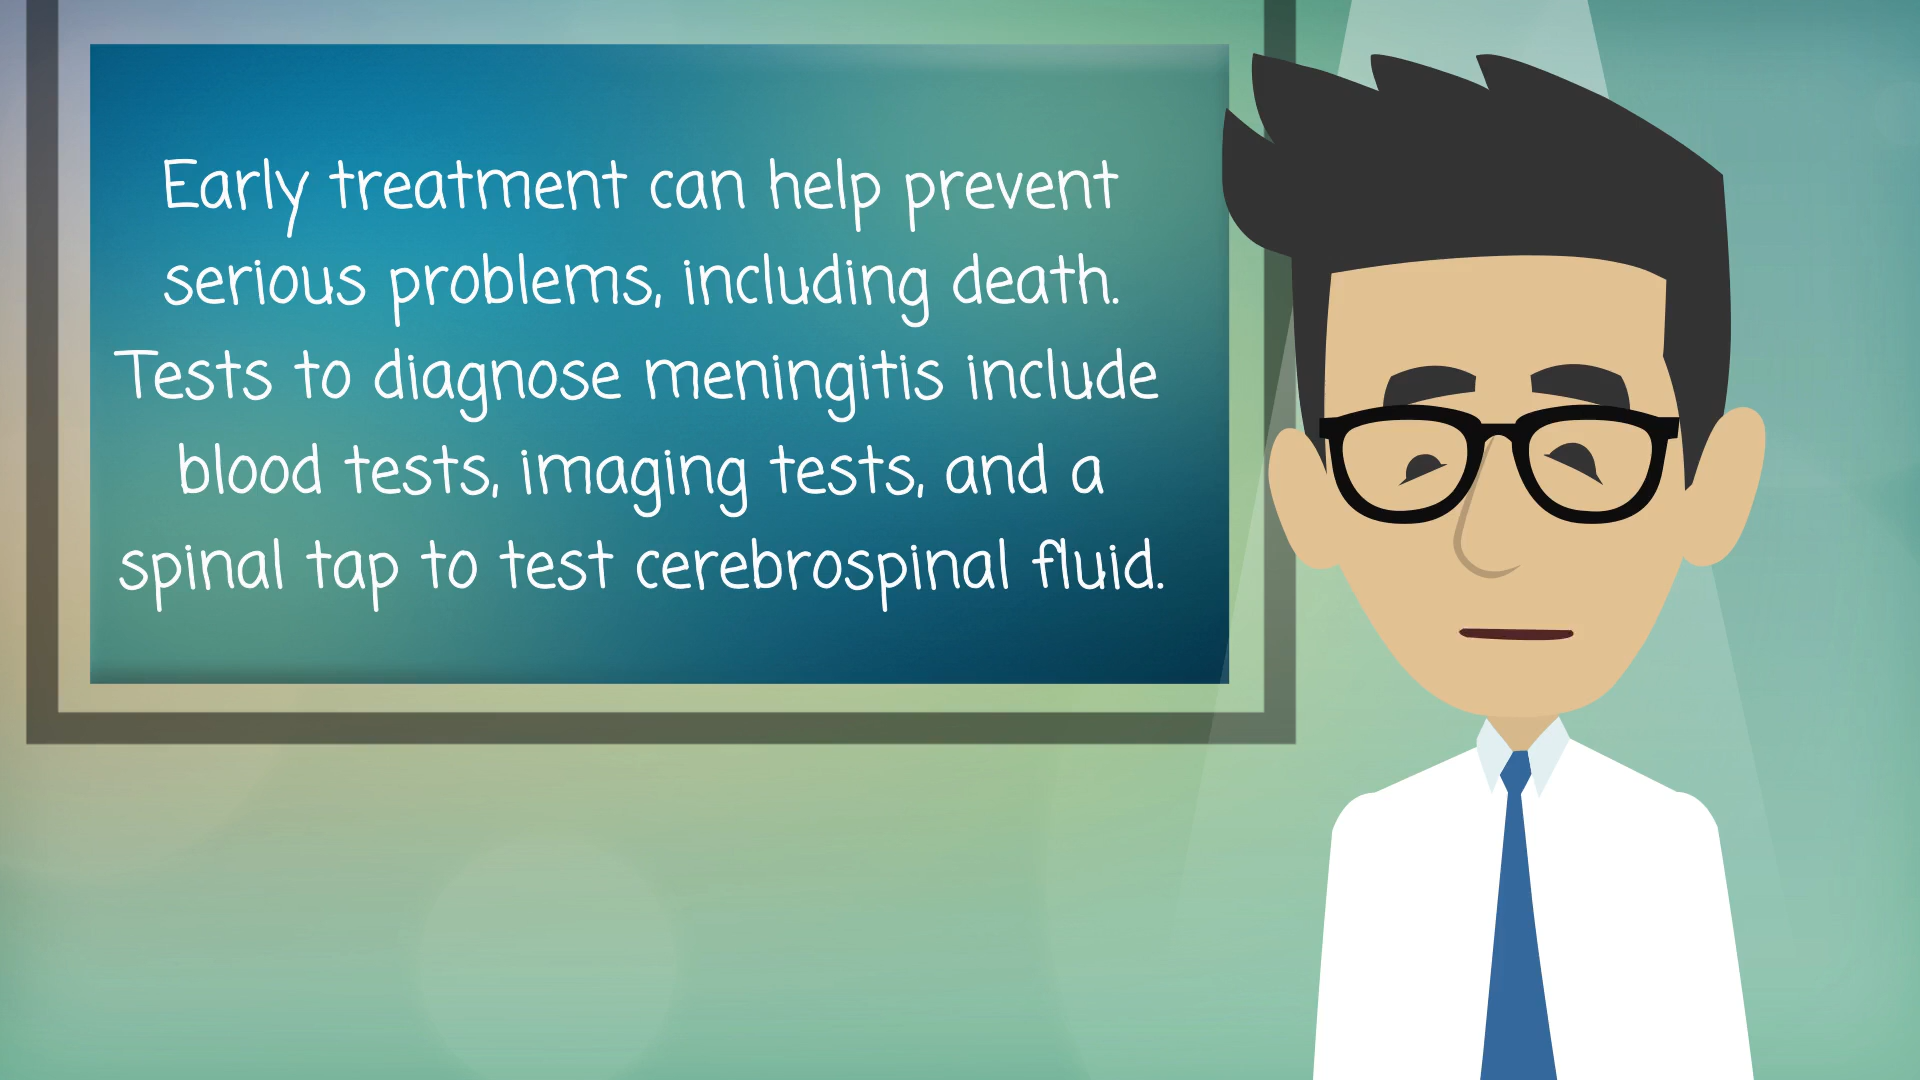 Early treatment can help prevent
serious problems, including death.
Tests to diagnose meningitis include
blood tests, imaging tests, and a
spinal tap to test cerebrospinal fluid.